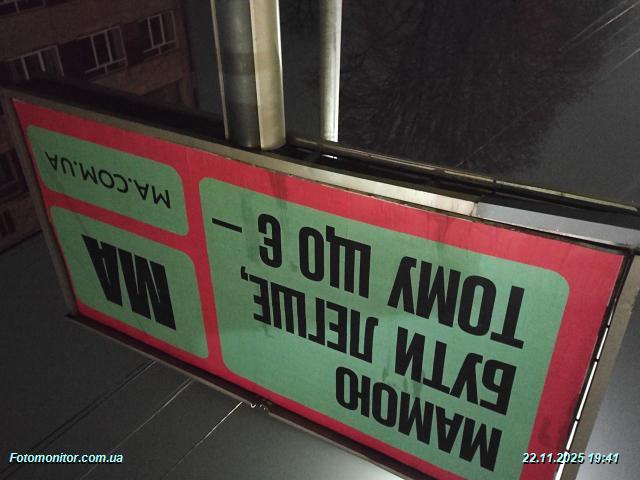 МАМОЮ
БУТИ ЛЕГШЕ,
ТОМУ ЩО Є –
МА
MA.COM.UA
Fotomonitor.com.ua
22.11.2025 19:41